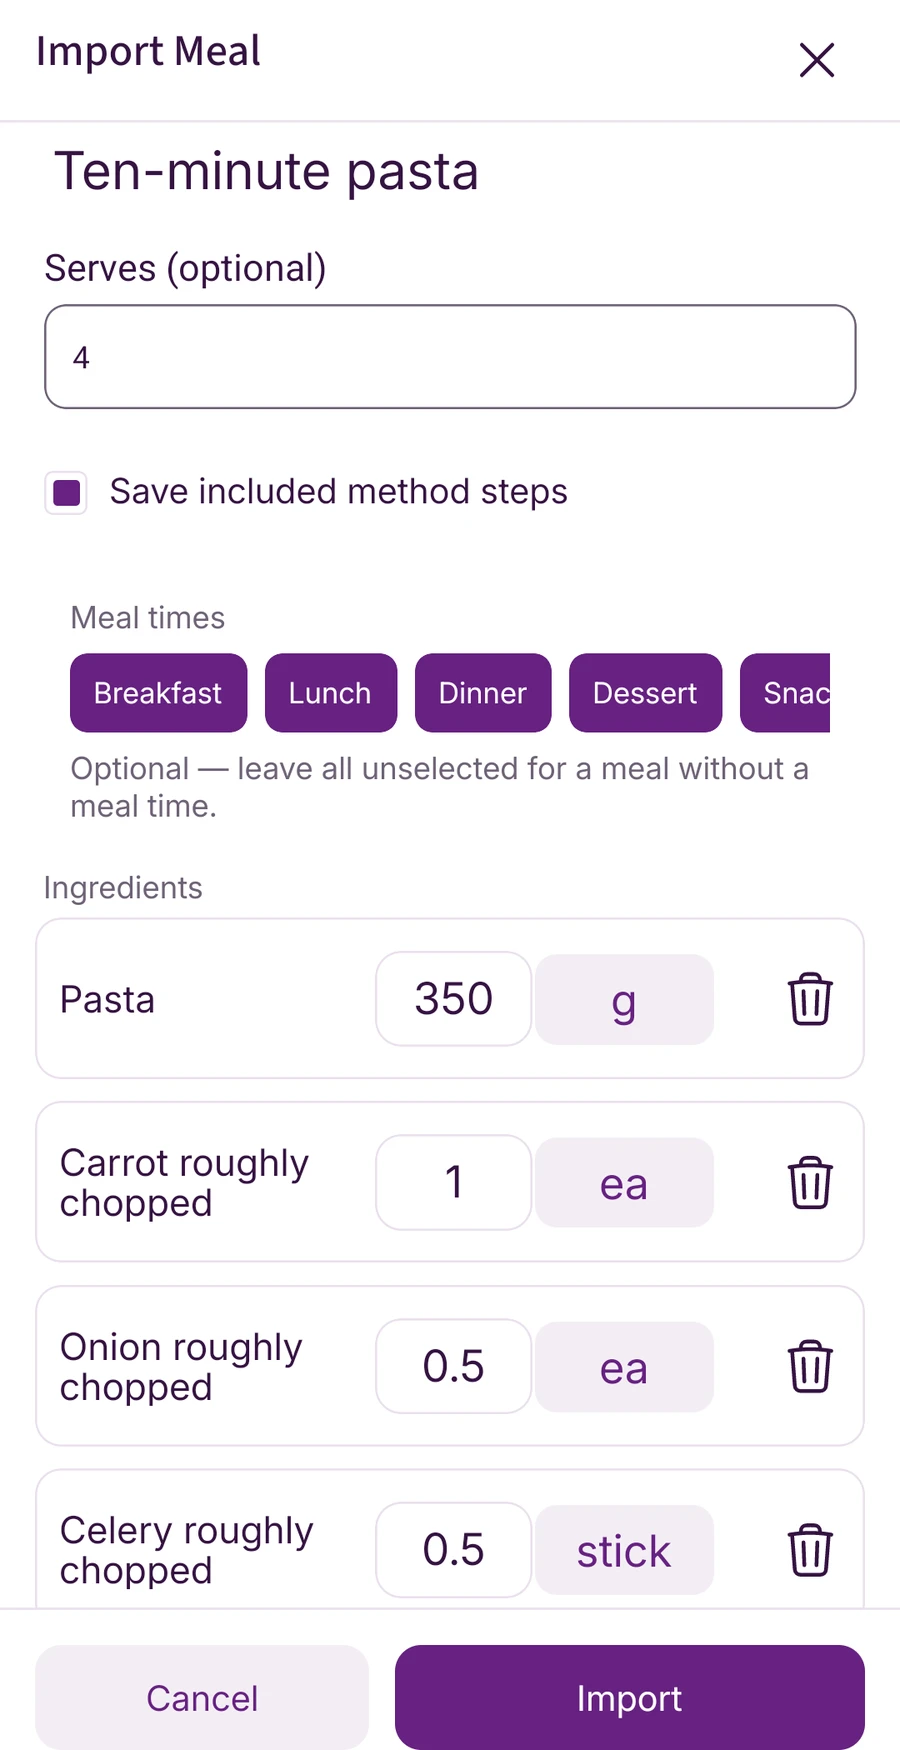 Import Meal
Ten-minute pasta
Serves (optional)
4
Save included method steps
Meal times
Breakfast Lunch Dinner Dessert Snac
Optional — leave all unselected for a meal without a
meal time.
Ingredients
Pasta 350 g
Carrot roughly
chopped 1 ea
Onion roughly
chopped 0.5 ea
Celery roughly
chopped 0.5 stick
Cancel Import